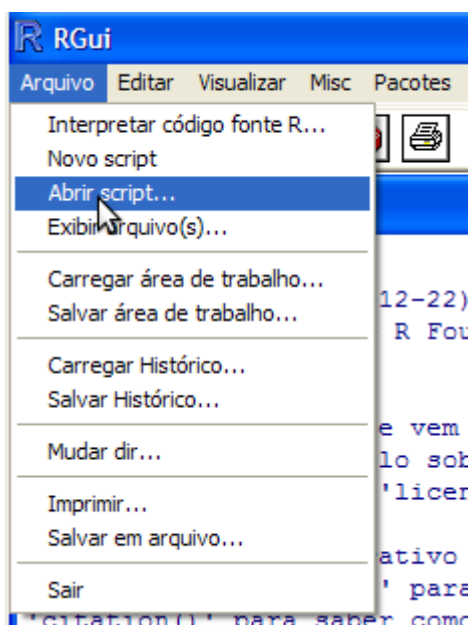 RGui
Arquivo Editar Visualizar Misc Pacotes
Interpretar código fonte R...
Novo script
Abrir script...
Exibir arquivo(s)...
Carregar área de trabalho...
12-22)
Salvar área de trabalho...
R Fou
Carregar Histórico...
Salvar Histórico...
e vem
Mudar dir...
lo sob
'licen
Imprimir...
Salvar em arquivo...
ativo
Sair
' para
'citation()' para saber como